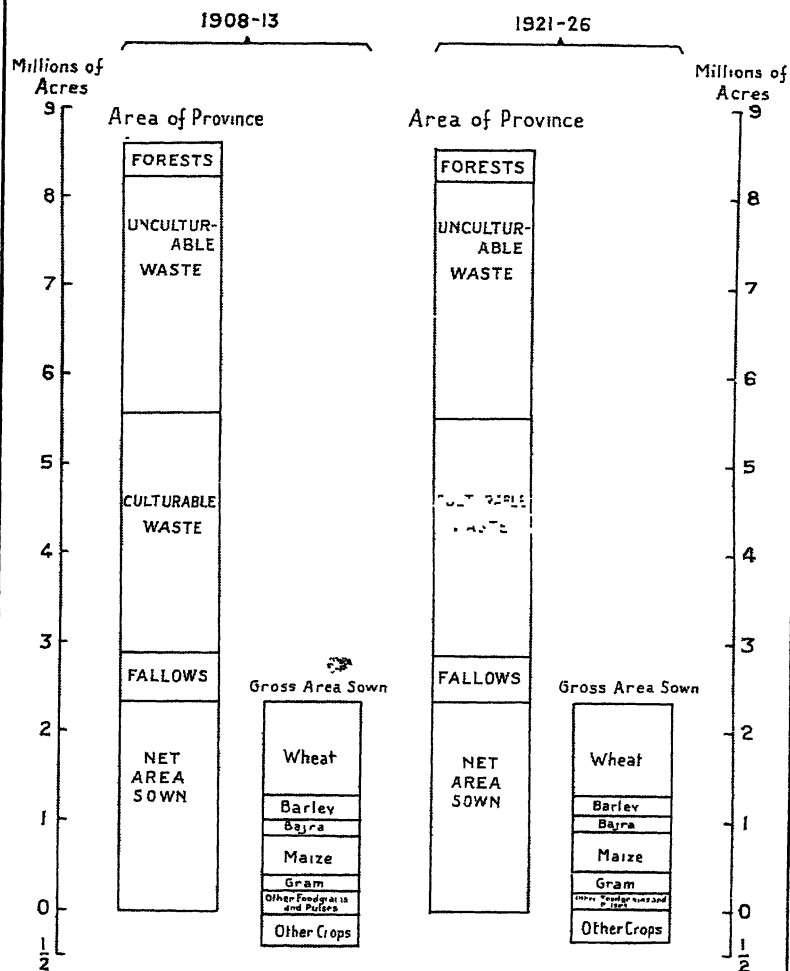 1908-13
1921-26
Millions of
Acres
Millions of
Acres
9
8
7
6
5
4
3
2
1
0
1/2
Area of Province
FORESTS
UNCULTUR-
ABLE
WASTE
CULTURABLE
WASTE
FALLOWS
NET
AREA
SOWN
Gross Area Sown
Wheat
Barley
Bajra
Maize
Gram
Other Foodgrains
and Pulses
Other Crops
Area of Province
FORESTS
UNCULTUR-
ABLE
WASTE
FALLOWS
NET
AREA
SOWN
Gross Area Sown
Wheat
Barley
Bajra
Maize
Gram
Other Crops
9
8
7
6
5
4
3
2
1
0
1/2